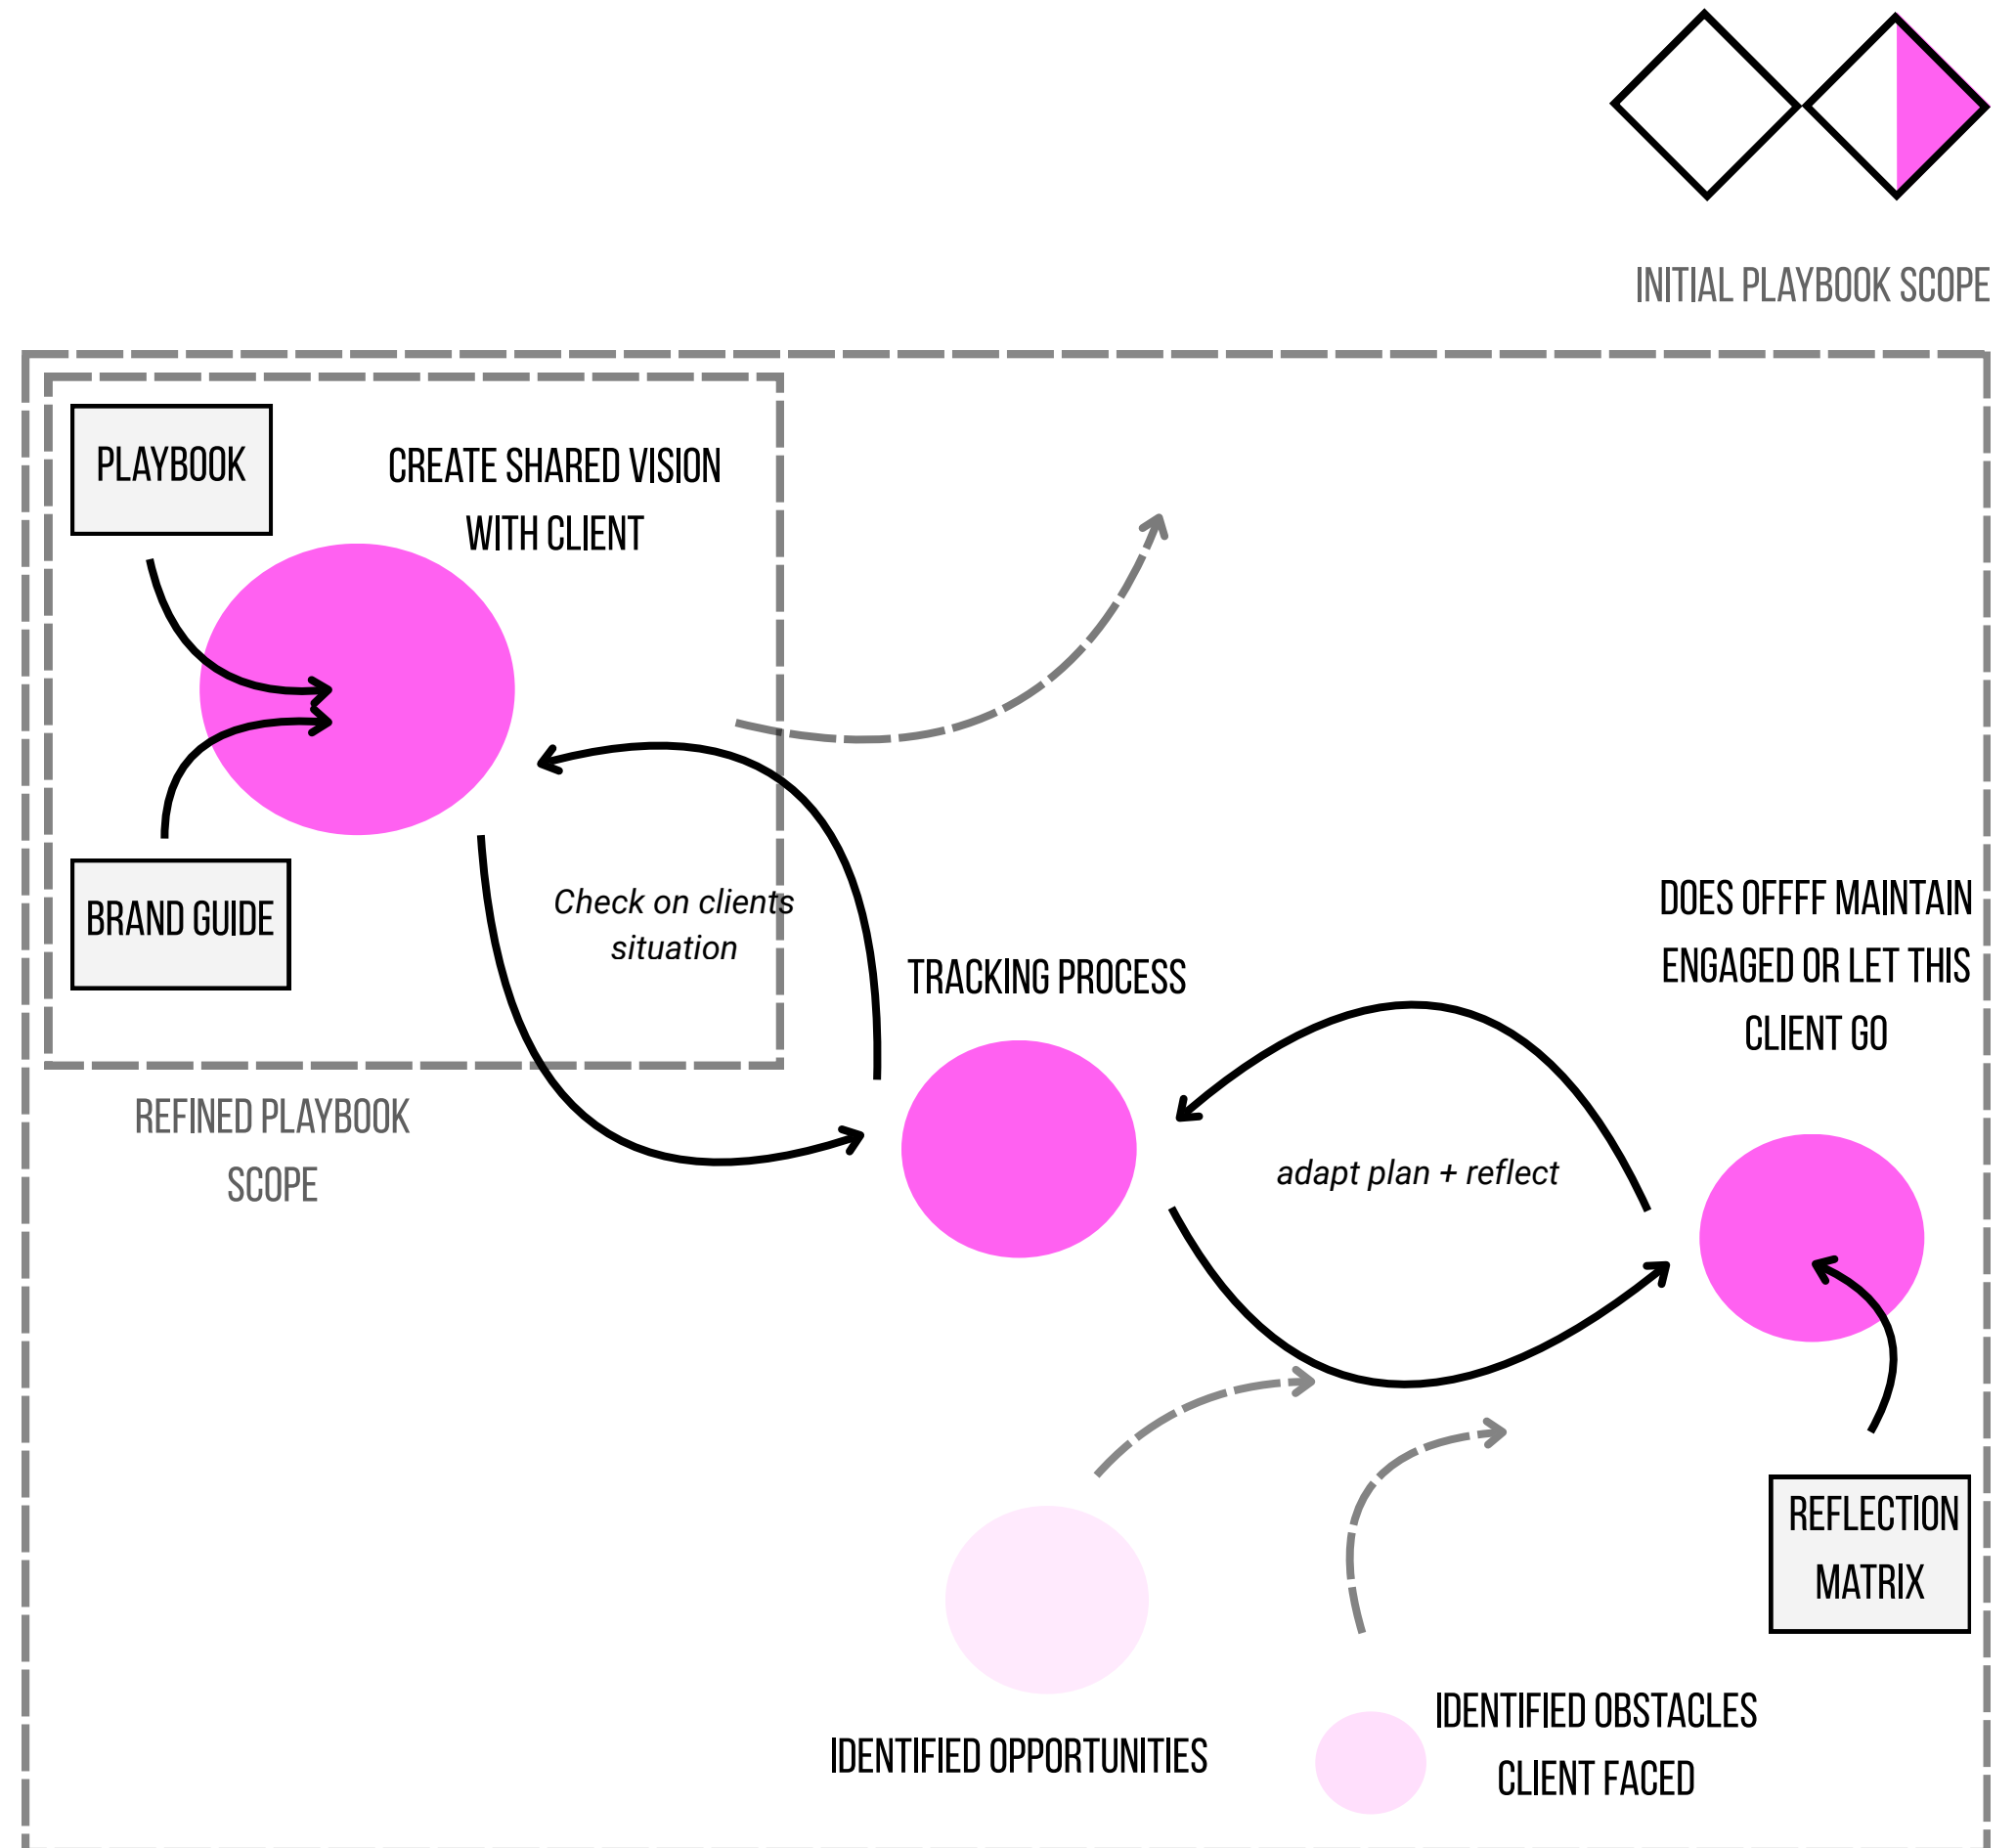 INITIAL PLAYBOOK SCOPE
PLAYBOOK
CREATE SHARED VISION
WITH CLIENT
BRAND GUIDE
Check on clients
situation
REFINED PLAYBOOK
SCOPE
TRACKING PROCESS
DOES OFFFF MAINTAIN
ENGAGED OR LET THIS
CLIENT GO
adapt plan + reflect
REFLECTION
MATRIX
IDENTIFIED OPPORTUNITIES
IDENTIFIED OBSTACLES
CLIENT FACED